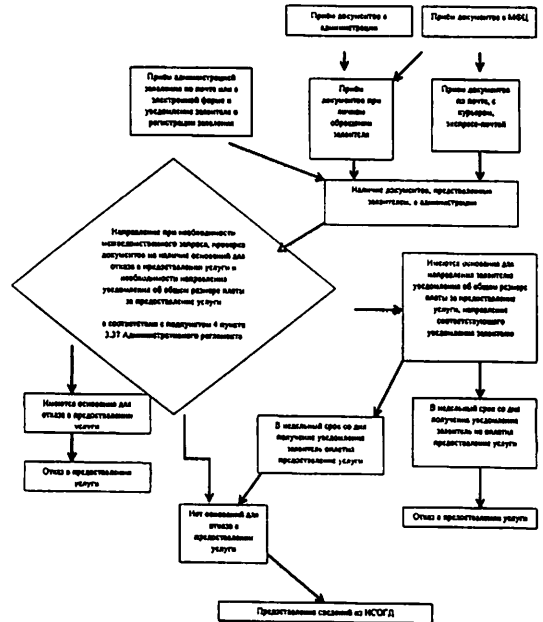 Приём документов в
администрации
Приём документов в МФЦ
Приём администрацией
заявления по почте или в
электронной форме и
уведомление заявителя о
регистрации заявления
Приём
документов при
личном
обращении
заявителя
Приём документов
по почте, с
курьером,
экспресс-почтой
Наличие документов, представленных
заявителем, в администрации
Направление при необходимости
межведомственного запроса, проверка
документов на наличие оснований для
отказа в предоставлении услуги и
необходимости направления
уведомления об общем размере платы
за предоставление услуги
в соответствии с подпунктом 4 пункта
3.37 Административного регламента
Имеются основания для
направления заявителю
уведомления об общем размере
платы за предоставление
услуги, направление
соответствующего
уведомления заявителю
Имеются основания для
отказа в предоставлении
услуги
Отказ в предоставлении
услуги
В недельный срок со дня
получения уведомления
заявитель оплатил
предоставление услуги
В недельный срок со дня
получения уведомления
заявитель не оплатил
предоставление услуги
Отказ в предоставлении услуги
Нет оснований для
отказа в
предоставлении
услуги
Предоставление сведений из ИСОГД